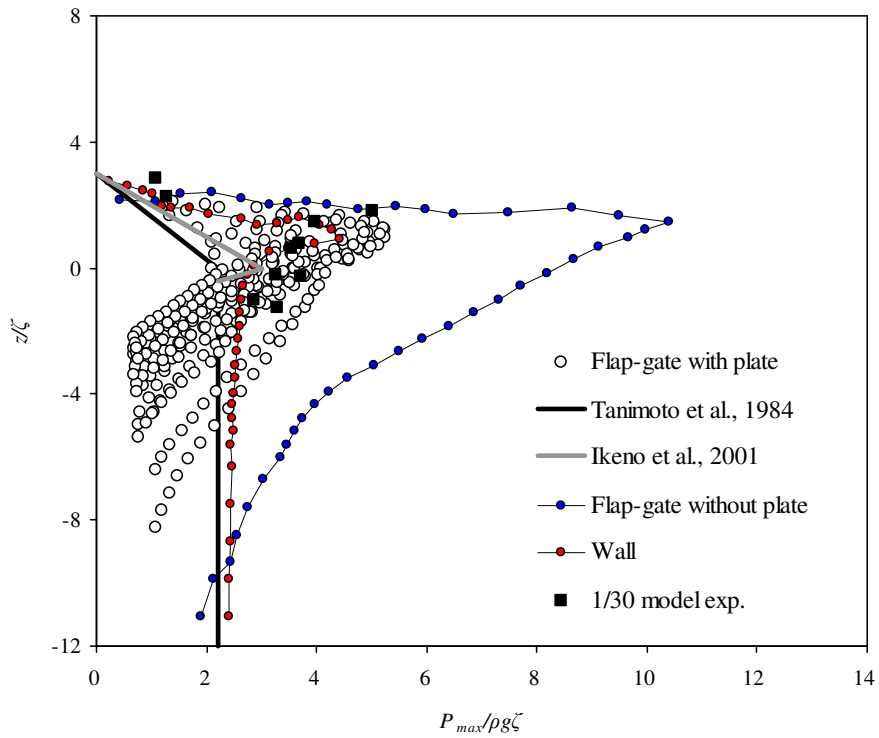 8
4
0
-4
-8
-12
z/ζ
0 2 4 6 8 10 12 14
P max/ρgζ
Flap-gate with plate
Tanimoto et al., 1984
Ikeno et al., 2001
Flap-gate without plate
Wall
1/30 model exp.